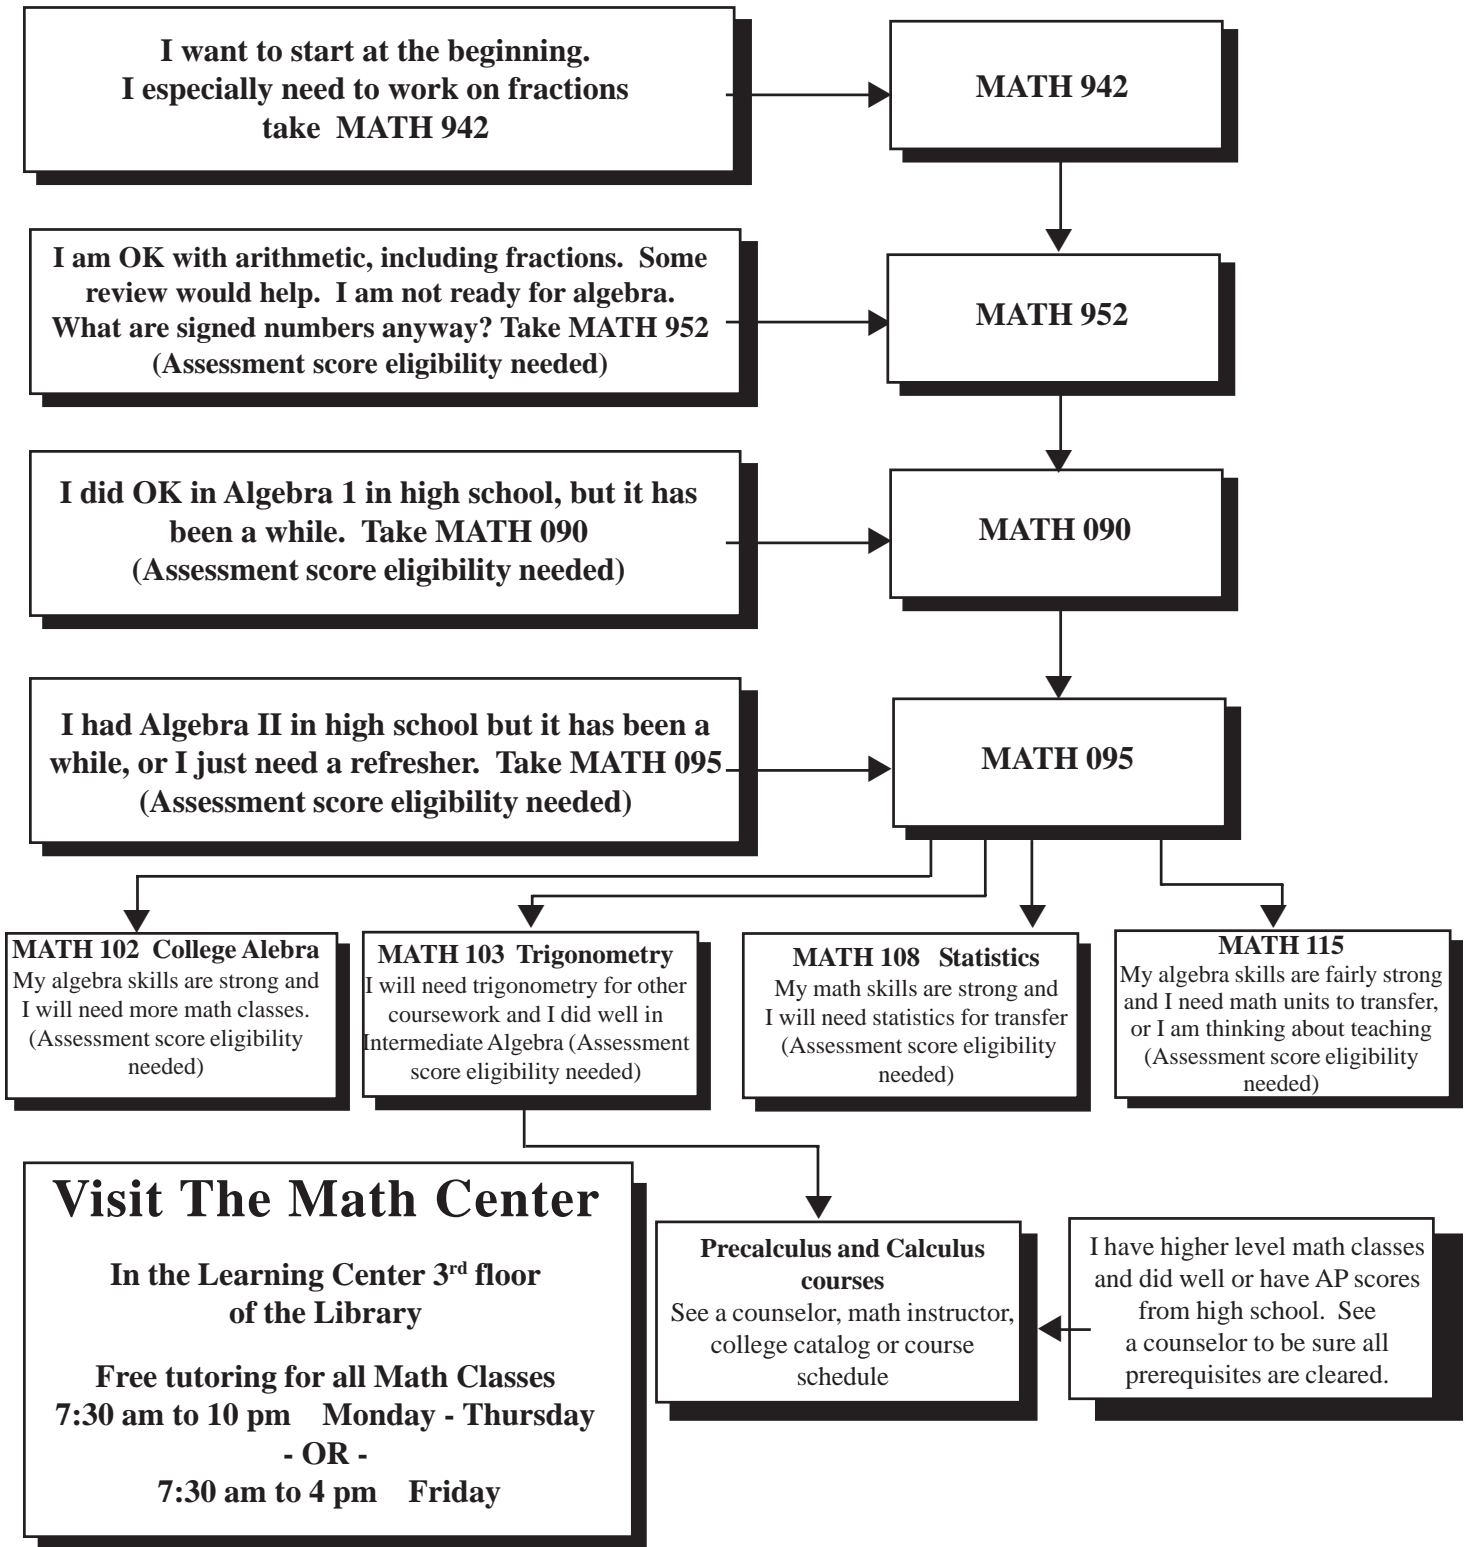 I want to start at the beginning.
I especially need to work on fractions
take MATH 942
MATH 942
I am OK with arithmetic, including fractions. Some
review would help. I am not ready for algebra.
What are signed numbers anyway? Take MATH 952
(Assessment score eligibility needed)
MATH 952
I did OK in Algebra 1 in high school, but it has
been a while. Take MATH 090
(Assessment score eligibility needed)
MATH 090
I had Algebra II in high school but it has been a
while, or I just need a refresher. Take MATH 095
(Assessment score eligibility needed)
MATH 095
MATH 102 College Alebra
My algebra skills are strong and
I will need more math classes.
(Assessment score eligibility
needed)
MATH 103 Trigonometry
I will need trigonometry for other
coursework and I did well in
Intermediate Algebra (Assessment
score eligibility needed)
MATH 108 Statistics
My math skills are strong and
I will need statistics for transfer
(Assessment score eligibility
needed)
MATH 115
My algebra skills are fairly strong
and I need math units to transfer,
or I am thinking about teaching
(Assessment score eligibility
needed)
Visit The Math Center
In the Learning Center 3rd floor
of the Library
Free tutoring for all Math Classes
7:30 am to 10 pm Monday - Thursday
- OR -
7:30 am to 4 pm Friday
Precalculus and Calculus
courses
See a counselor, math instructor,
college catalog or course
schedule
I have higher level math classes
and did well or have AP scores
from high school. See
a counselor to be sure all
prerequisites are cleared.